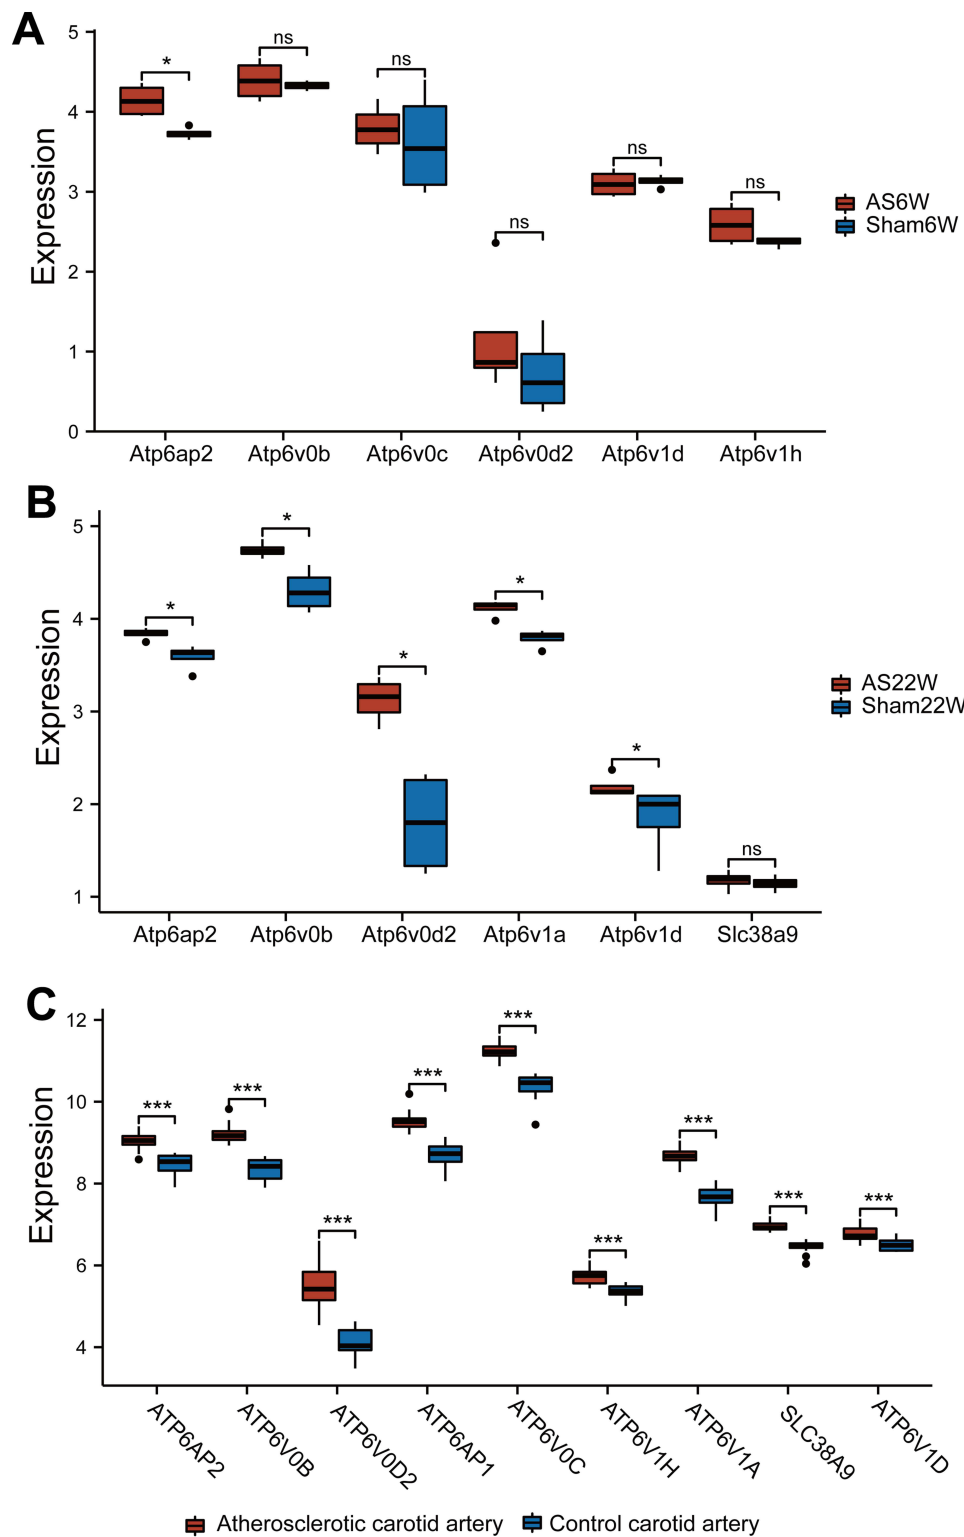 A
5
4
3
2
1
0
Expression
* ns ns ns ns ns
Atp6ap2 Atp6v0b Atp6v0c Atp6v0d2 Atp6v1d Atp6v1h
AS6W
Sham6W
B
5
4
3
2
1
Expression
* * * * * ns
Atp6ap2 Atp6v0b Atp6v0d2 Atp6v1a Atp6v1d Slc38a9
AS22W
Sham22W
C
12
10
8
6
4
Expression
*** *** *** *** *** *** *** *** ***
ATP6AP2 ATP6V0B ATP6V0D2 ATP6AP1 ATP6V0C ATP6V1H ATP6V1A SLC38A9 ATP6V1D
Atherosclerotic carotid artery Control carotid artery